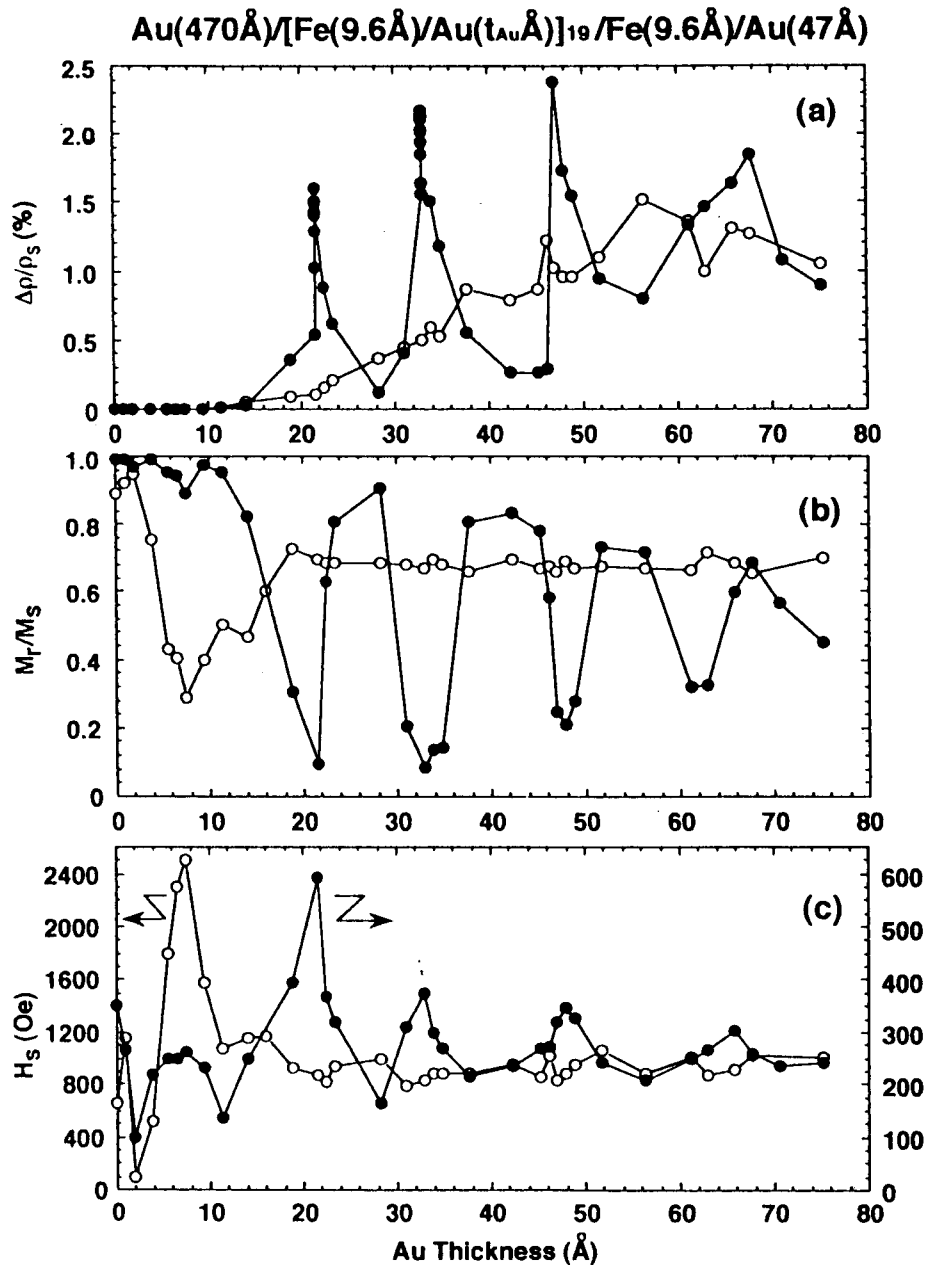 Au(470Å)/[Fe(9.6Å)/Au(tAuÅ)]19/Fe(9.6Å)/Au(47Å)
2.5
2.0
1.5
1.0
0.5
0
Δρ/ρs (%)
(a)
0 10 20 30 40 50 60 70 80
1.0
0.8
0.6
0.4
0.2
0
Mr/Ms
(b)
0 10 20 30 40 50 60 70 80
2400
2000
1600
1200
800
400
0
Hs (Oe)
(c)
600
500
400
300
200
100
0
0 10 20 30 40 50 60 70 80
Au Thickness (Å)